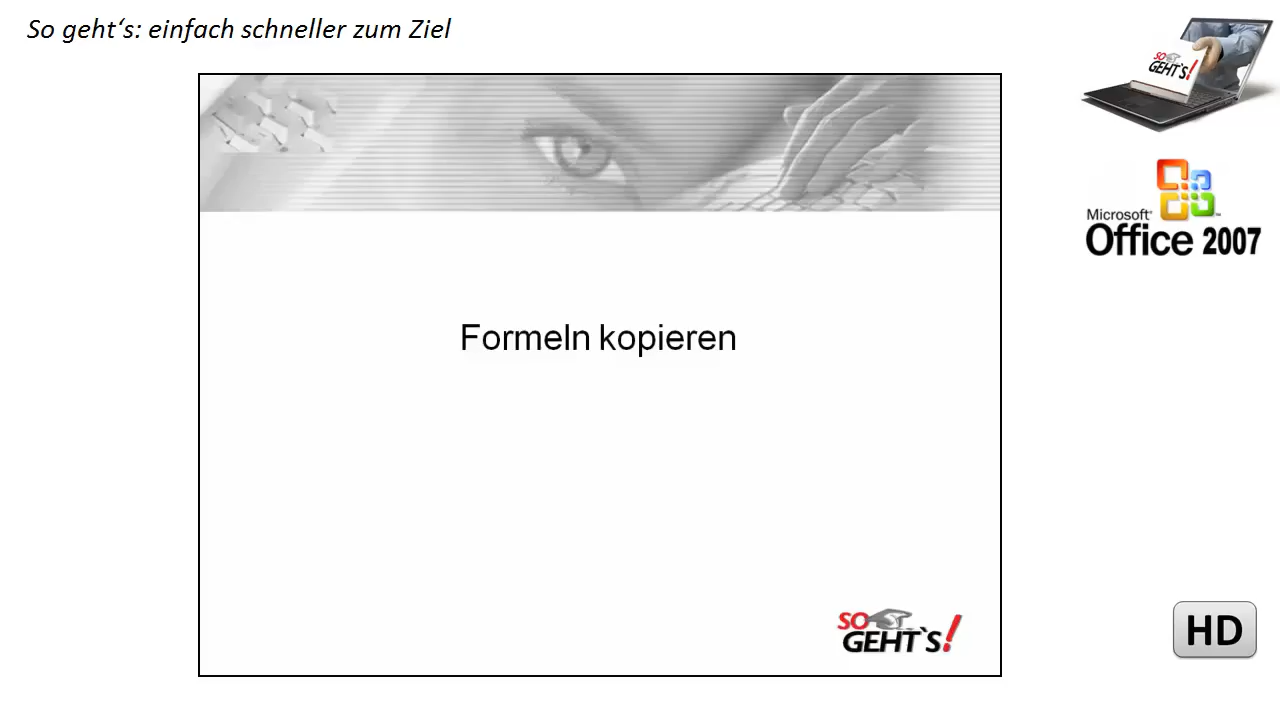 So geht‘s: einfach schneller zum Ziel
SO
GEHT`S!
Microsoft®
Office 2007
Formeln kopieren
SO
GEHT`S!
HD